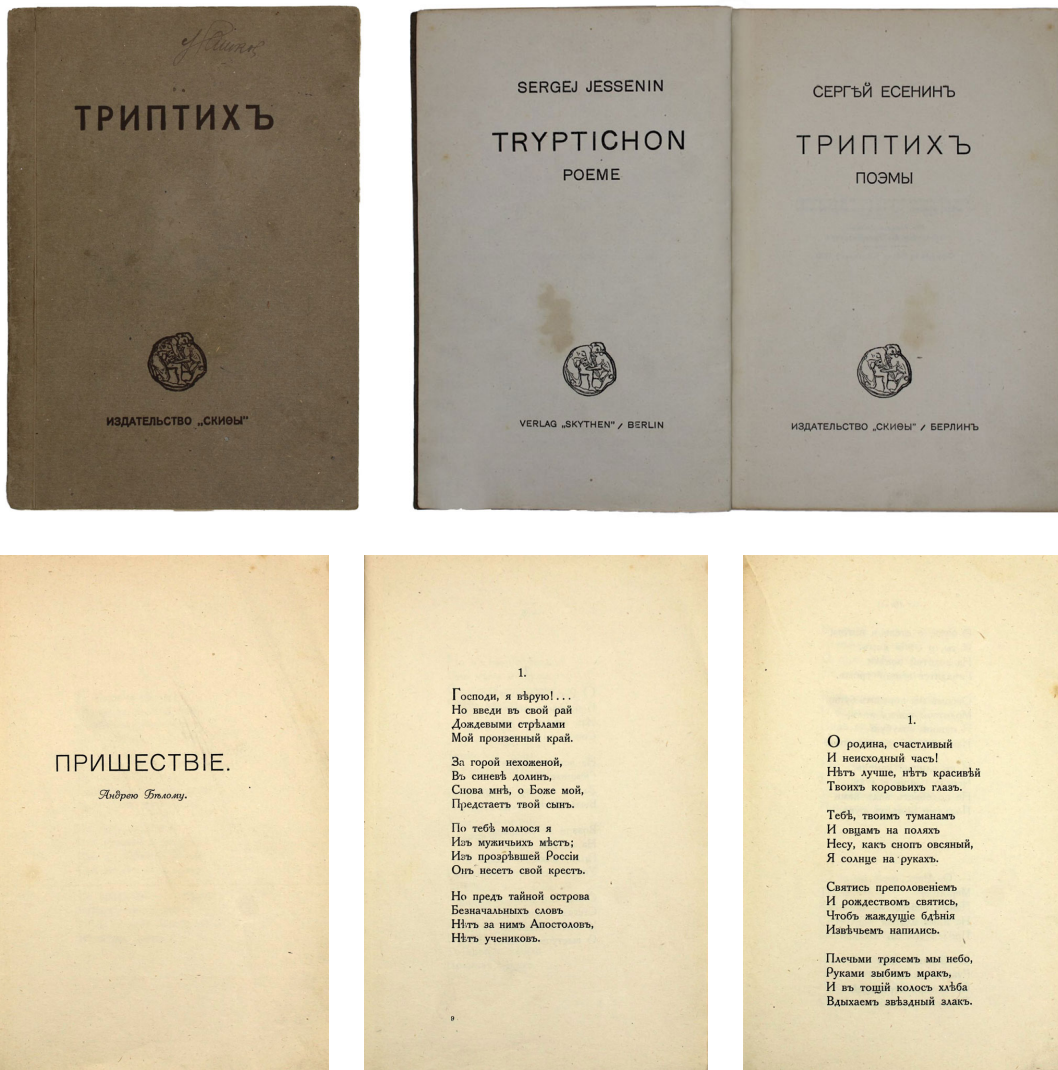 ТРИПТИХЪ
ИЗДАТЕЛЬСТВО „СКИѲЫ"
SERGEJ JESSENIN
TRYPTICHON
POEME
VERLAG „SKYTHEN" / BERLIN
СЕРГѢЙ ЕСЕНИНЪ
ТРИПТИХЪ
ПОЭМЫ
ИЗДАТЕЛЬСТВО „СКИѲЫ" / БЕРЛИНЪ
ПРИШЕСТВІЕ.
Андрею Бѣлому.
1.
Господи, я вѣрую!...
Но введи въ свой рай
Дождевыми стрѣлами
Мой пронзенный край.
За горой нехоженой,
Въ синевѣ долинъ,
Снова мнѣ, о Боже мой,
Предстаетъ твой сынъ.
По тебѣ молюся я
Изъ мужичьихъ мѣстъ;
Изъ прозрѣвшей Россіи
Онъ несетъ свой крестъ.
Но предъ тайной острова
Безначальныхъ словъ
Нѣтъ за нимъ Апостоловъ,
Нѣтъ учениковъ.
9
1.
О родина, счастливый
И неисходный часъ!
Нѣтъ лучше, нѣтъ красивѣй
Твоихъ коровьихъ глазъ.
Тебѣ, твоимъ туманамъ
И овцамъ на поляхъ
Несу, какъ снопъ овсяный,
Я солнце на рукахъ.
Святись преполовеніемъ
И рождествомъ святись,
Чтобъ жаждущіе бдѣнія
Извѣчьемъ напились.
Плечьми трясемъ мы небо,
Руками зыбимъ мракъ,
И въ тощій колосъ хлѣба
Вдыхаемъ звѣздный злакъ.